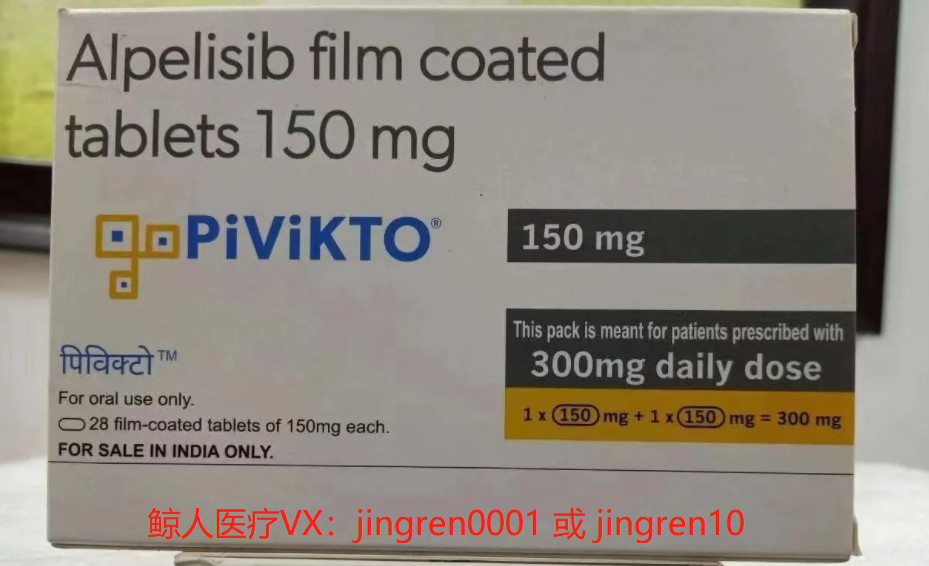 Alpelisib film coated
tablets 150 mg
PiViKTO®
150 mg
This pack is meant for patients prescribed with
300mg daily dose
1 x 150 mg + 1 x 150 mg = 300 mg
पिविक्टो™
For oral use only.
28 film-coated tablets of 150mg each.
FOR SALE IN INDIA ONLY.
鲸人医疗VX：jingren0001 或 jingren10